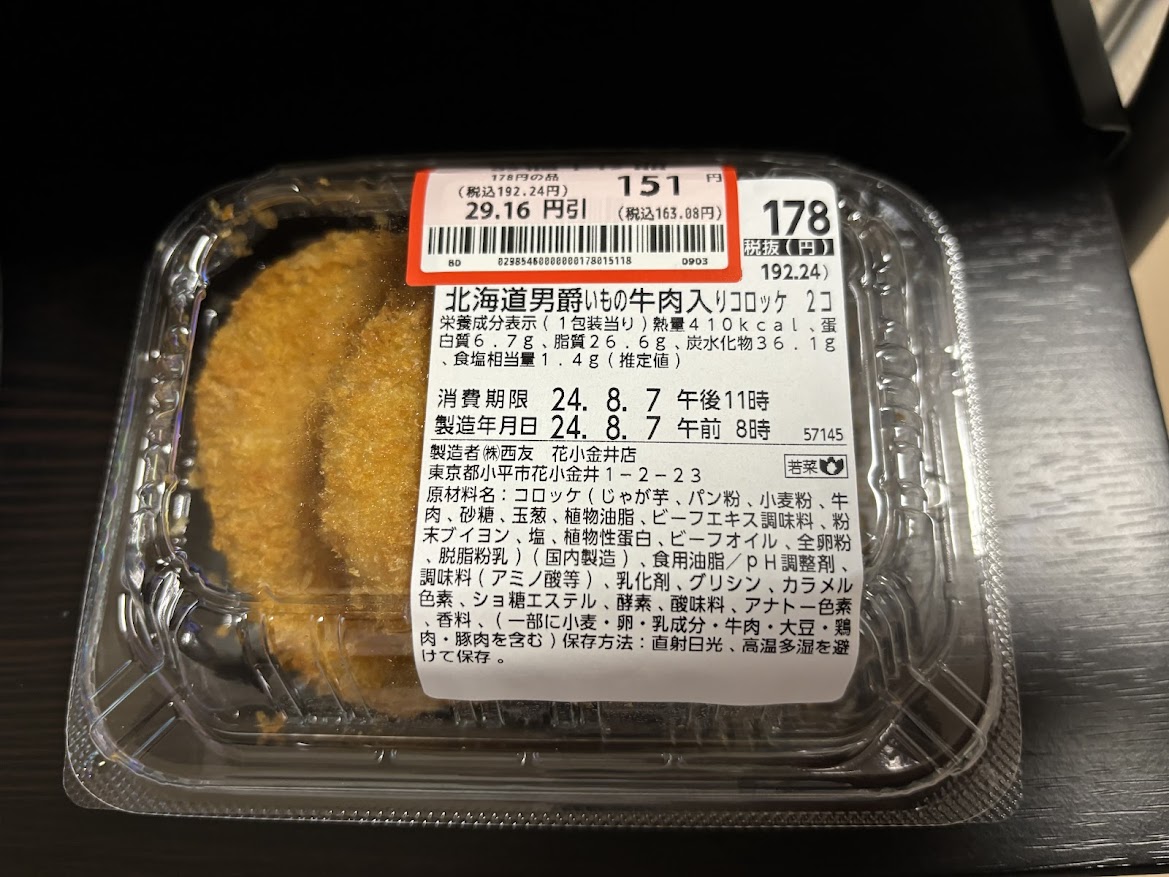 178円の品
(税込192.24円)
151 円
29.16 円引
(税込163.08円)
8D 0298546000000178015118 0903
178
税抜(円)
192.24)
北海道男爵いもの牛肉入りコロッケ 2コ
栄養成分表示(1包装当り)熱量410kcal、蛋
白質6.7g、脂質26.6g、炭水化物36.1g
、食塩相当量1.4g(推定値)
消費期限 24. 8. 7 午後11時
製造年月日 24. 8. 7 午前 8時
57145
製造者㈱西友 花小金井店
東京都小平市花小金井1-2-23
若菜
原材料名：コロッケ(じゃが芋、パン粉、小麦粉、牛
肉、砂糖、玉葱、植物油脂、ビーフエキス調味料、粉
末ブイヨン、塩、植物性蛋白、ビーフオイル、全卵粉
、脱脂粉乳)(国内製造)、食用油脂/pH調整剤、
調味料(アミノ酸等)、乳化剤、グリシン、カラメル
色素、ショ糖エステル、酵素、酸味料、アナトー色素
、香料、(一部に小麦・卵・乳成分・牛肉・大豆・鶏
肉・豚肉を含む)保存方法：直射日光、高温多湿を避
けて保存。